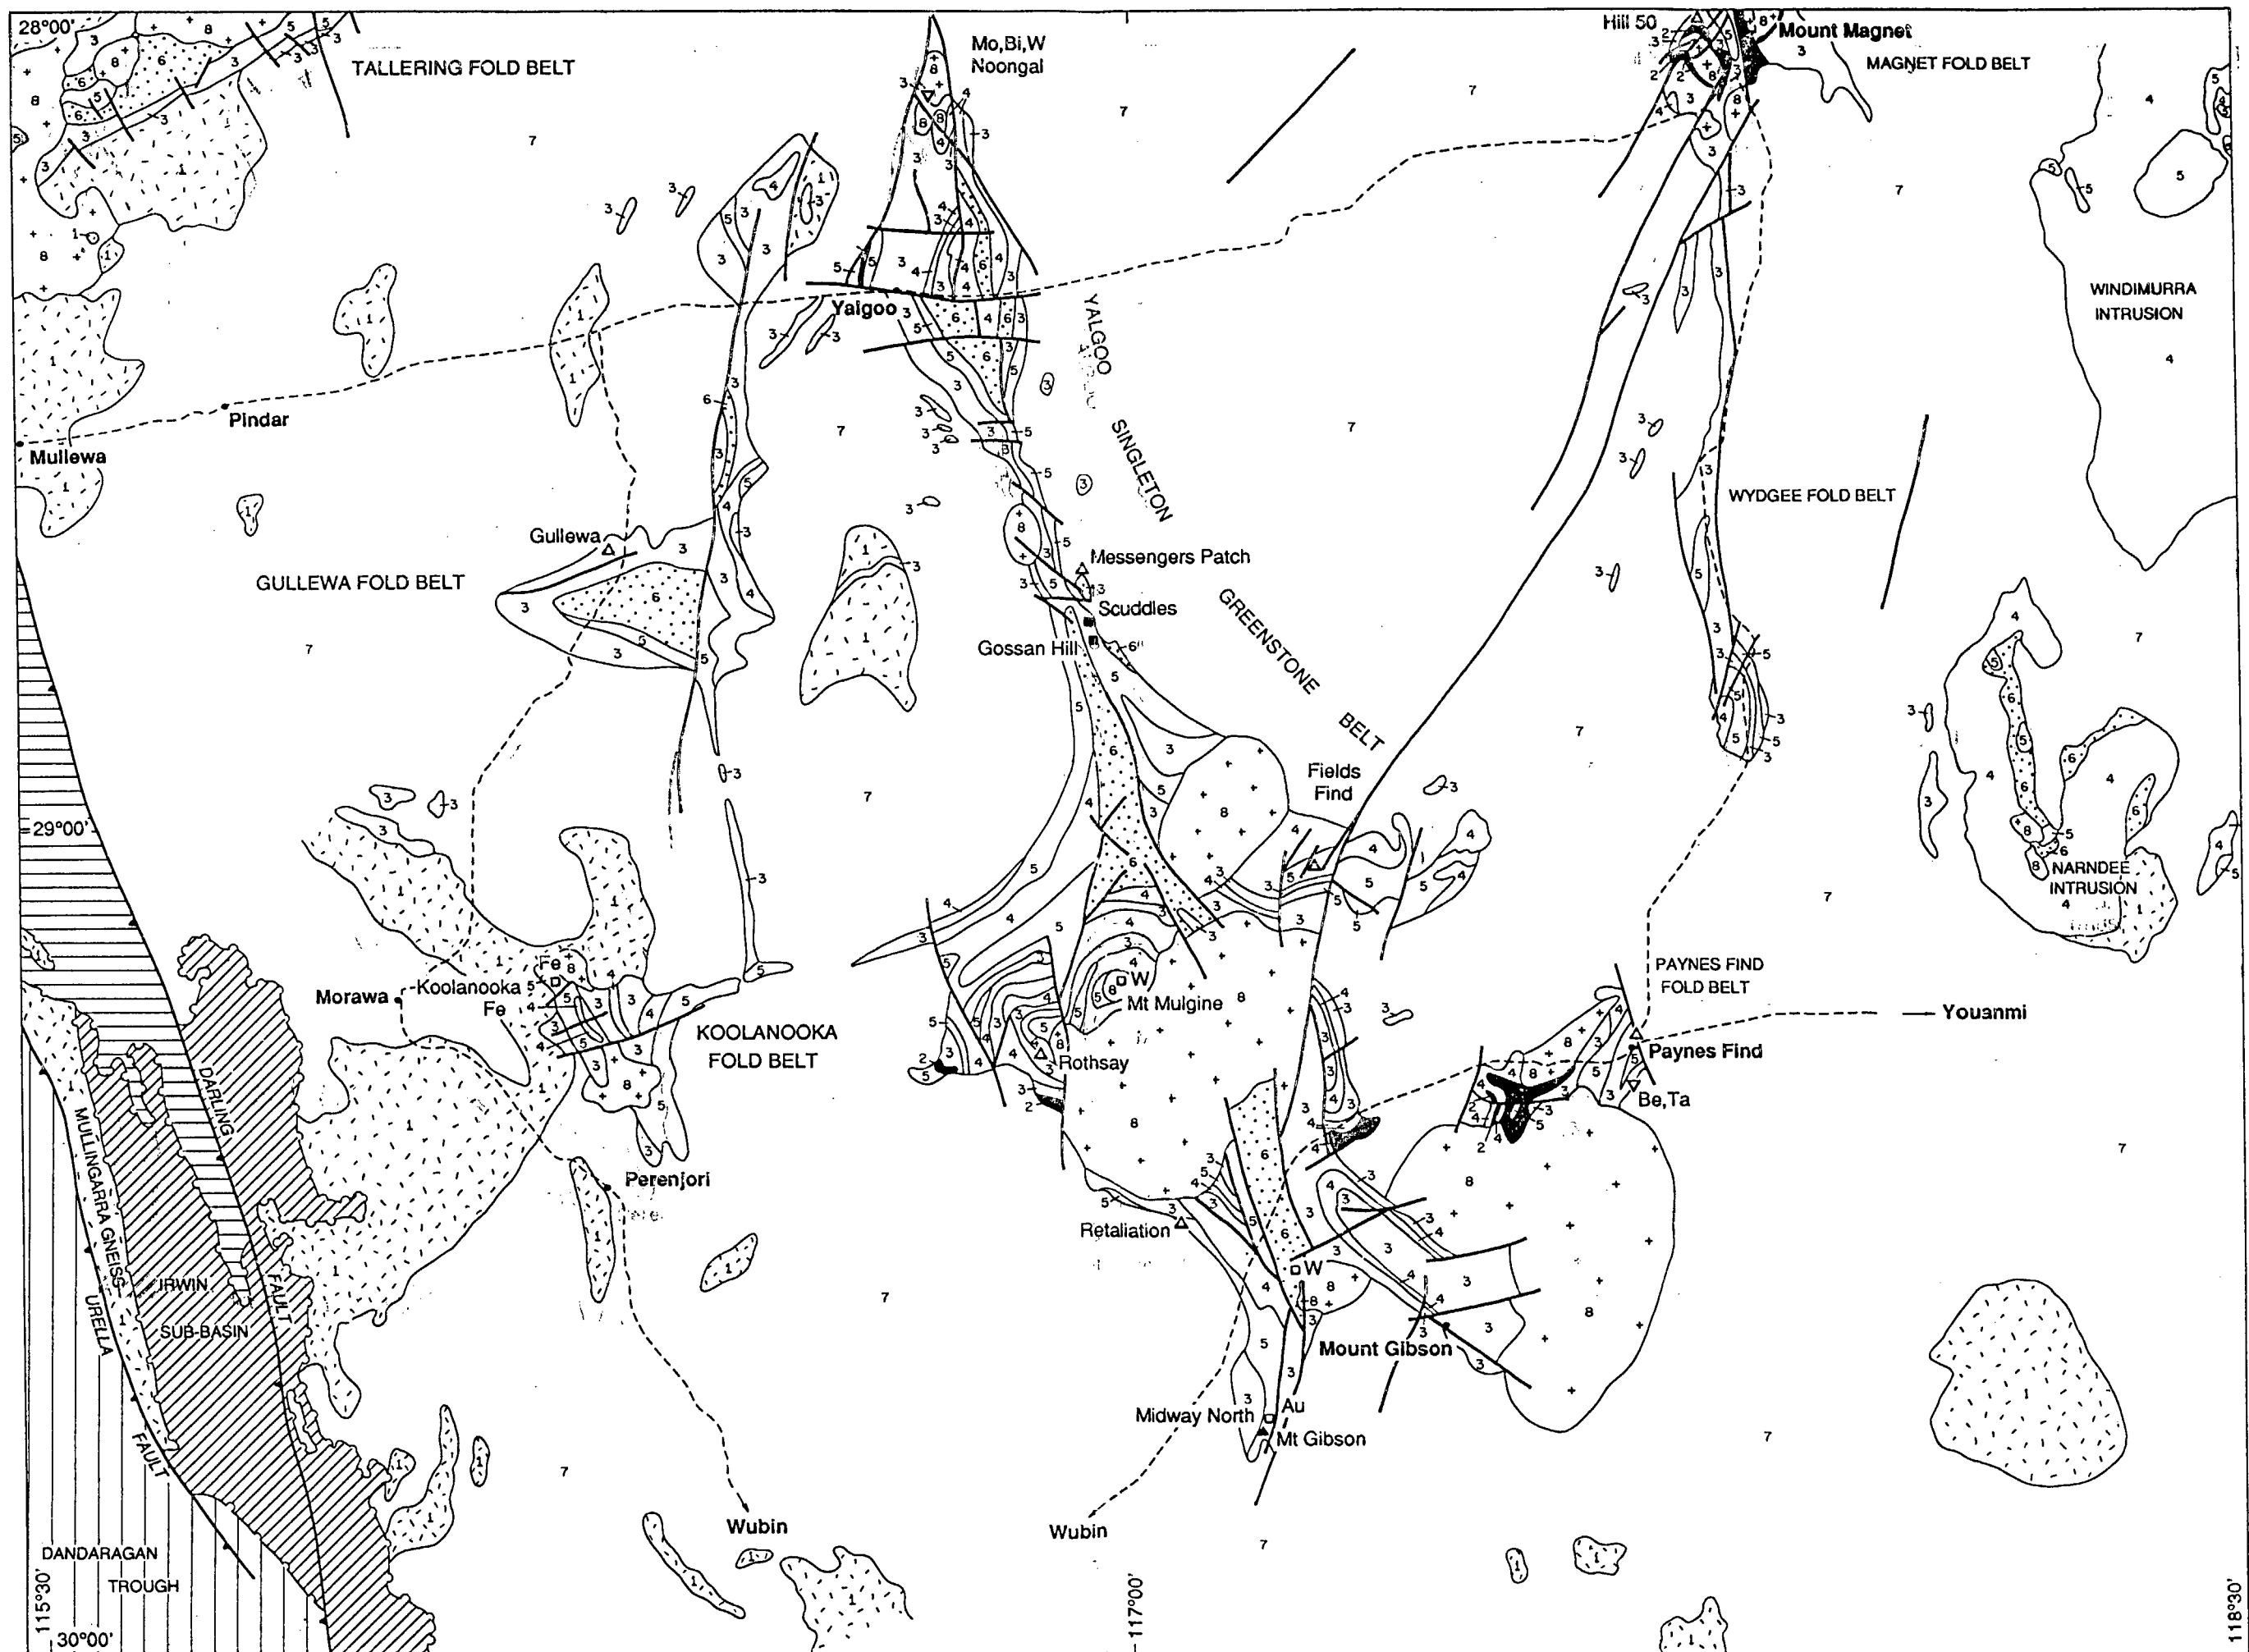 28°00'
TALLERING FOLD BELT
Mo,Bi,W
Noongal
Hill 50
Mount Magnet
MAGNET FOLD BELT
WINDIMURRA
INTRUSION
Yalgoo
YALGOO
SINGLETON
GREENSTONE
BELT
Pindar
Mullewa
WYDGEE FOLD BELT
Gullewa
GULLEWA FOLD BELT
Messengers Patch
Scuddles
Gossan Hill
Fields
Find
29°00'
NARNDEE
INTRUSION
Fe
Koolanooka
Fe
Morawa
KOOLANOOKA
FOLD BELT
W
Mt Mulgine
Rothsay
PAYNES FIND
FOLD BELT
Youanmi
Paynes Find
Be,Ta
DARLING
FAULT
MULLINGARRA GNEISS
URELLA
FAULT
IRWIN
SUB-BASIN
Perenjori
Retaliation
W
Mount Gibson
Midway North
Au
Mt Gibson
Wubin
Wubin
DANDARAGAN
TROUGH
115°30'
30°00'
117°00'
118°30'